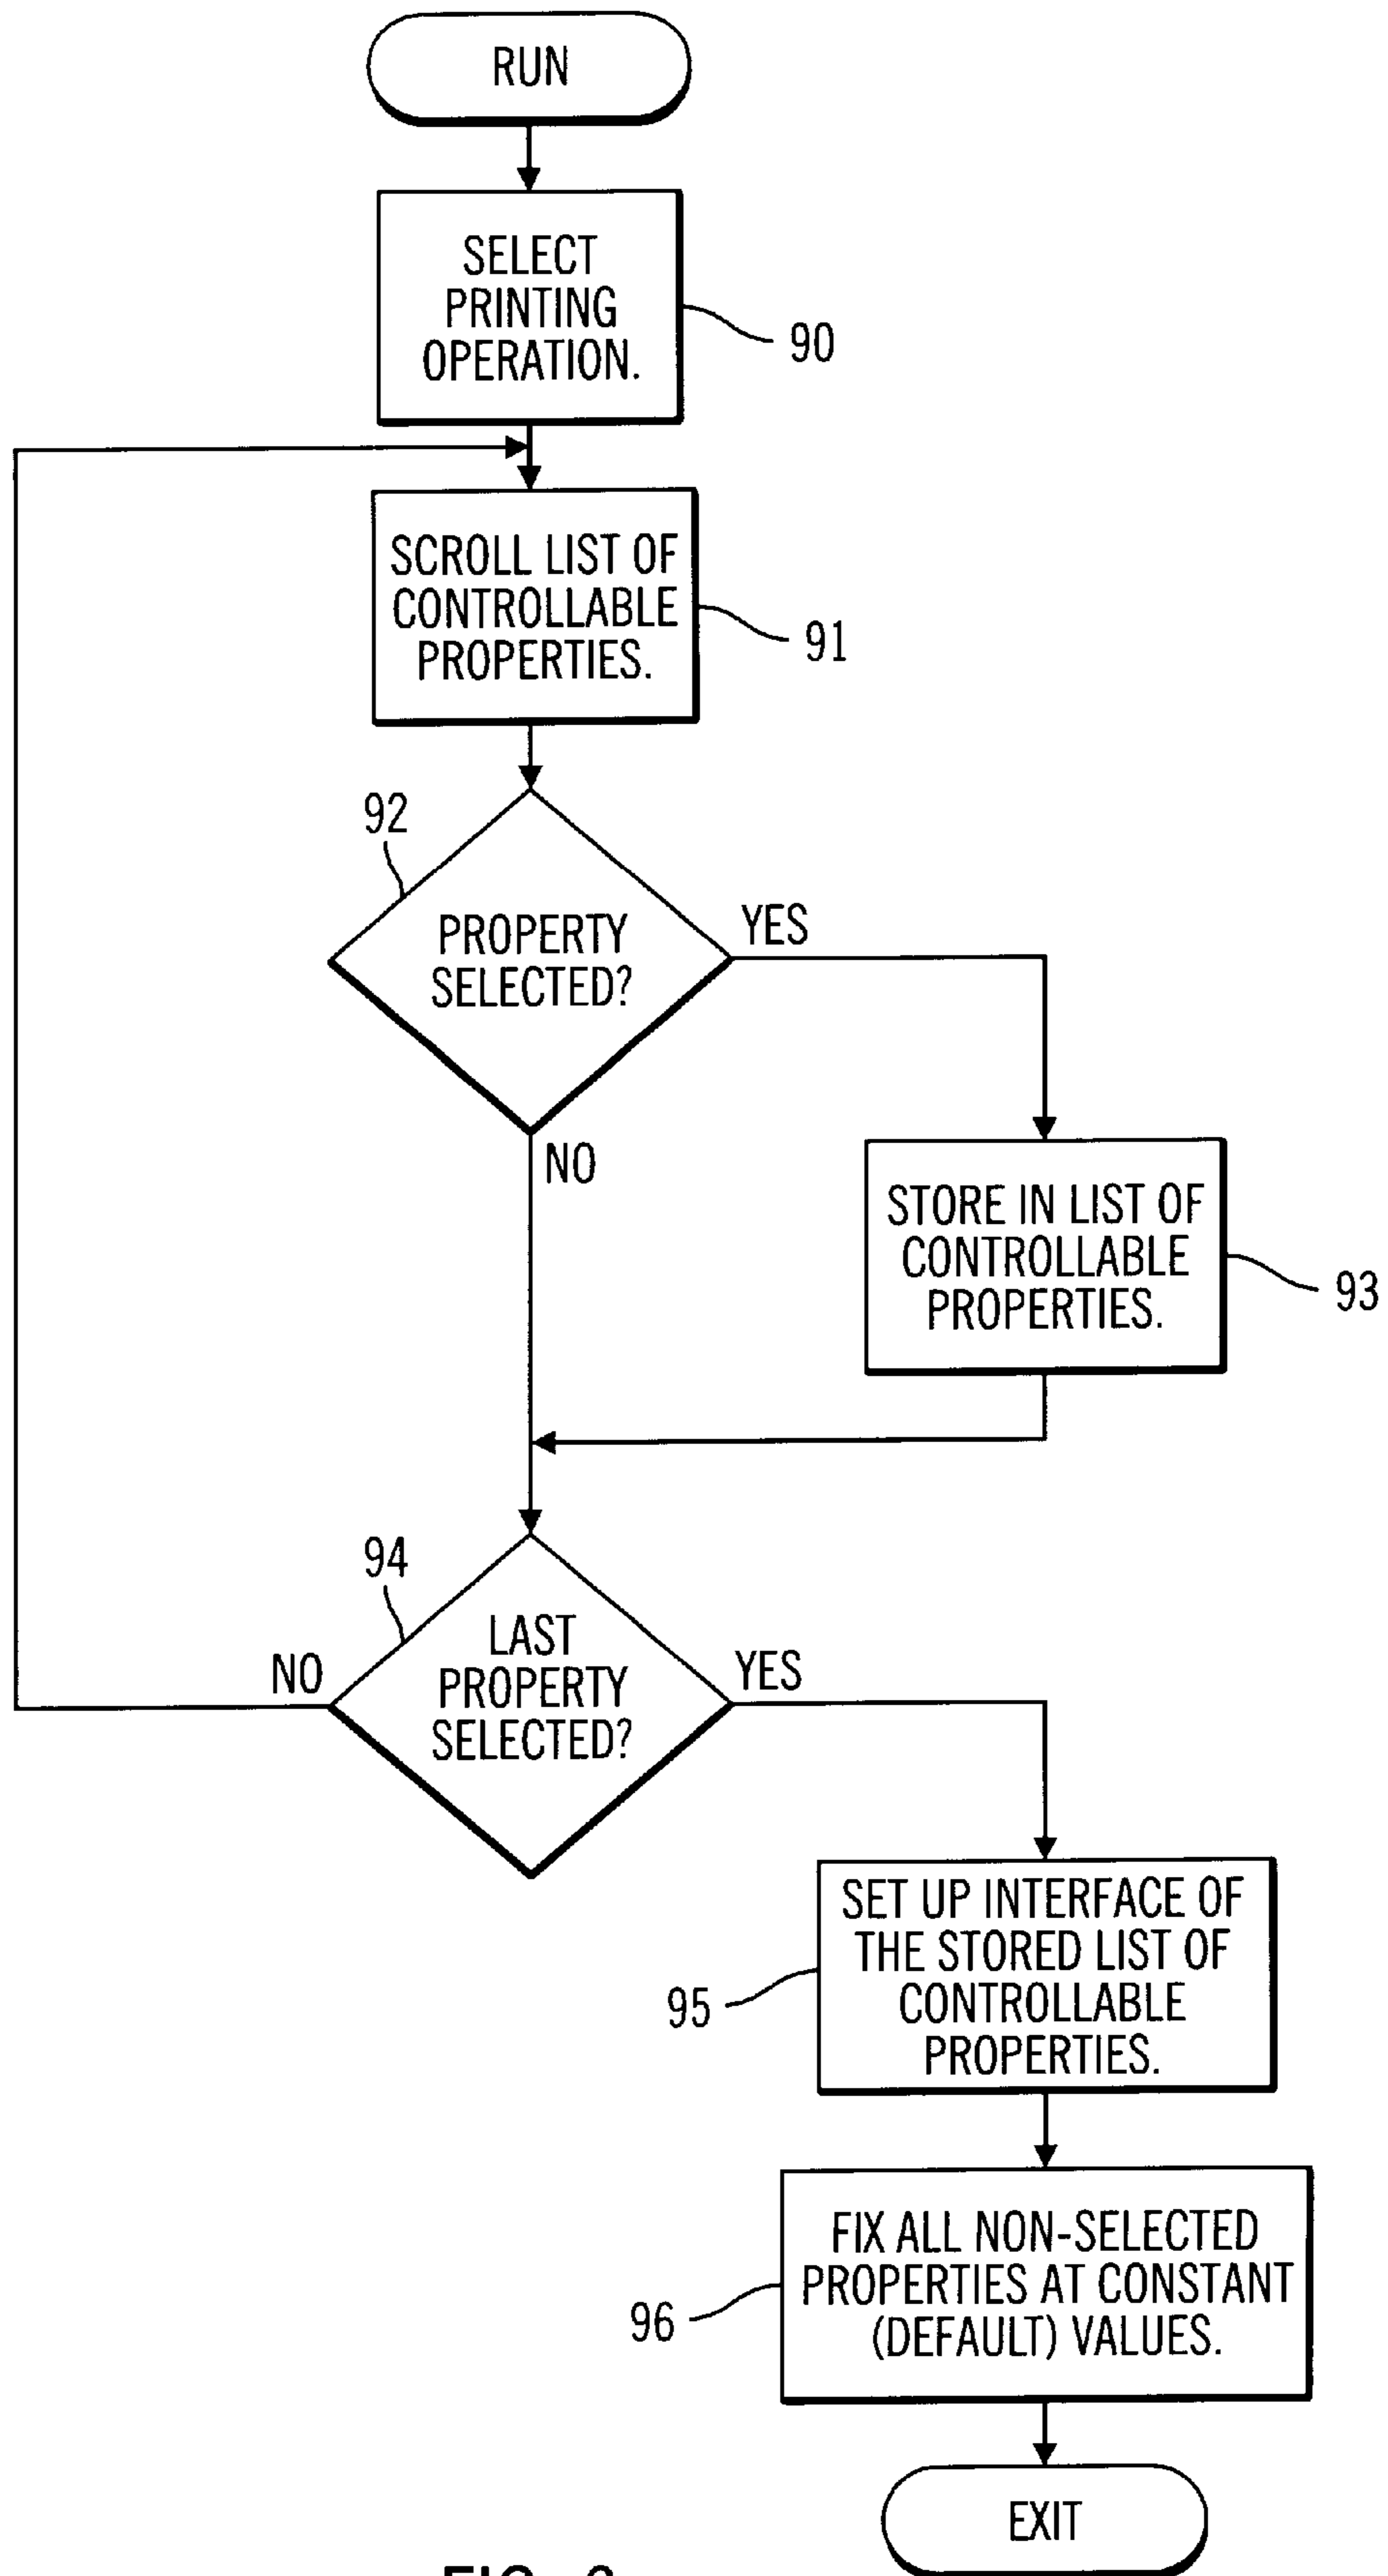 RUN
SELECT
PRINTING
OPERATION.
90
SCROLL LIST OF
CONTROLLABLE
PROPERTIES.
91
92
PROPERTY
SELECTED?
YES
NO
STORE IN LIST OF
CONTROLLABLE
PROPERTIES.
93
94
LAST
PROPERTY
SELECTED?
NO
YES
SET UP INTERFACE OF
THE STORED LIST OF
CONTROLLABLE
PROPERTIES.
95
FIX ALL NON-SELECTED
PROPERTIES AT CONSTANT
(DEFAULT) VALUES.
96
EXIT
FIG.